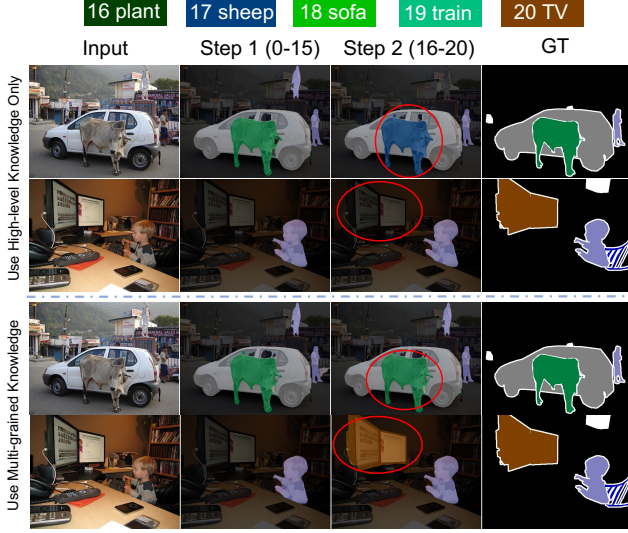 16 plant 17 sheep 18 sofa 19 train 20 TV
Input Step 1 (0-15) Step 2 (16-20) GT
Use High-level Knowledge Only
Use Multi-grained Knowledge